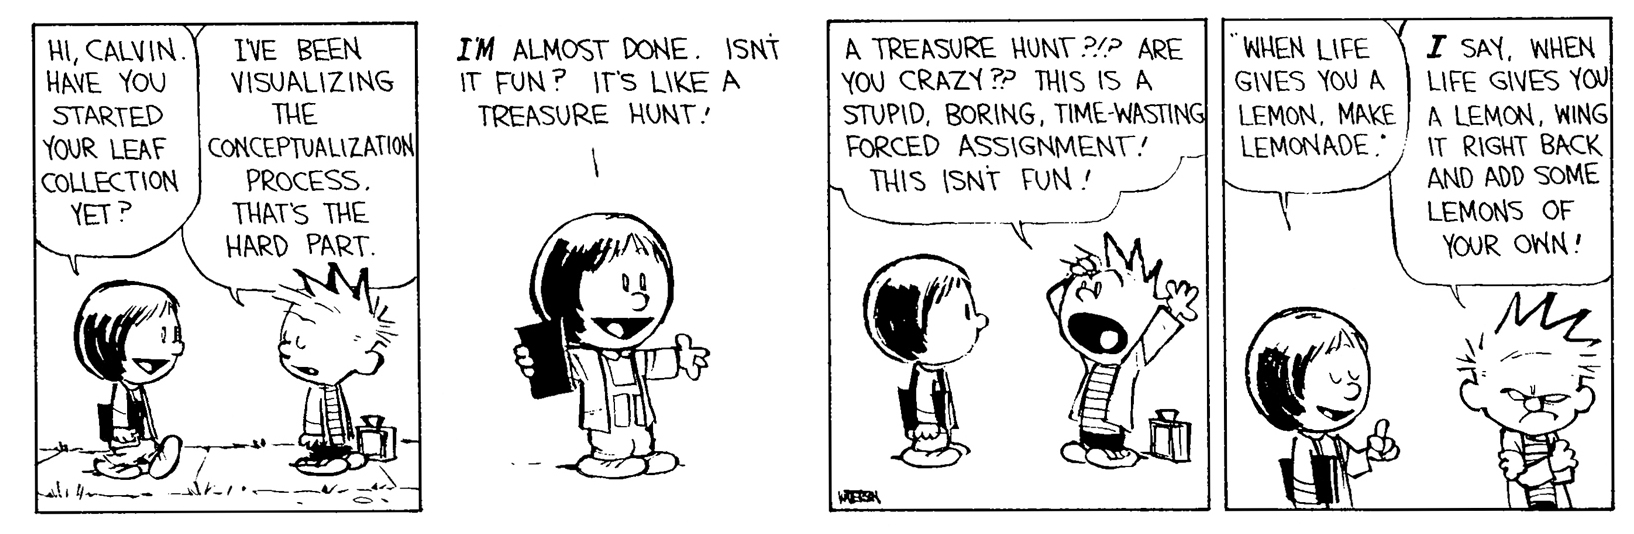 HI, CALVIN.
HAVE YOU
STARTED
YOUR LEAF
COLLECTION
YET?
I'VE BEEN
VISUALIZING
THE
CONCEPTUALIZATION
PROCESS.
THAT'S THE
HARD PART.
I'M ALMOST DONE. ISN'T
IT FUN? IT'S LIKE A
TREASURE HUNT!
A TREASURE HUNT?!? ARE
YOU CRAZY?? THIS IS A
STUPID, BORING, TIME-WASTING
FORCED ASSIGNMENT!
THIS ISN'T FUN!
WATTERSON
"WHEN LIFE
GIVES YOU A
LEMON, MAKE
LEMONADE."
I SAY, WHEN
LIFE GIVES YOU
A LEMON, WING
IT RIGHT BACK
AND ADD SOME
LEMONS OF
YOUR OWN!